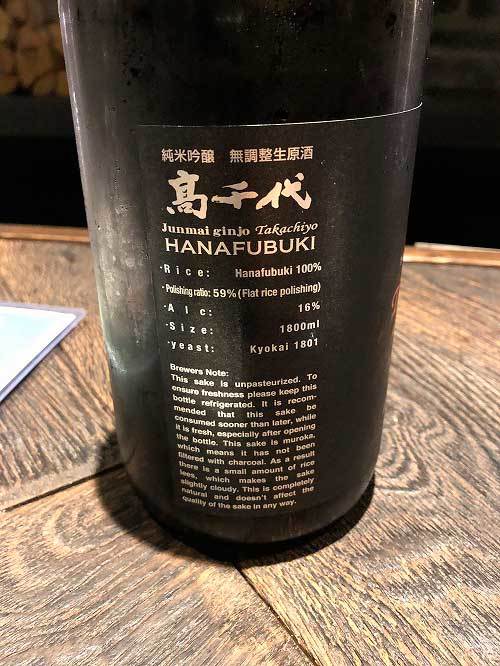 純米吟醸 無調整生原酒
髙千代
Junmai ginjo Takachiyo
HANAFUBUKI
・Rice: Hanafubuki 100%
・Polishing ratio: 59% (Flat rice polishing)
・Alc: 16%
・Size: 1800ml
・yeast: Kyokai 1801
Brewers Note:
This sake is unpasteurized. To
ensure freshness please keep this
bottle refrigerated. It is recom-
mended that this sake be
consumed sooner than later, while
it is fresh, especially after opening
the bottle. This sake is muroka,
which means it has not been
filtered with charcoal. As a result
there is a small amount of rice
lees, which makes the sake
slightly cloudy. This is completely
natural and doesn't affect the
quality of the sake in any way.